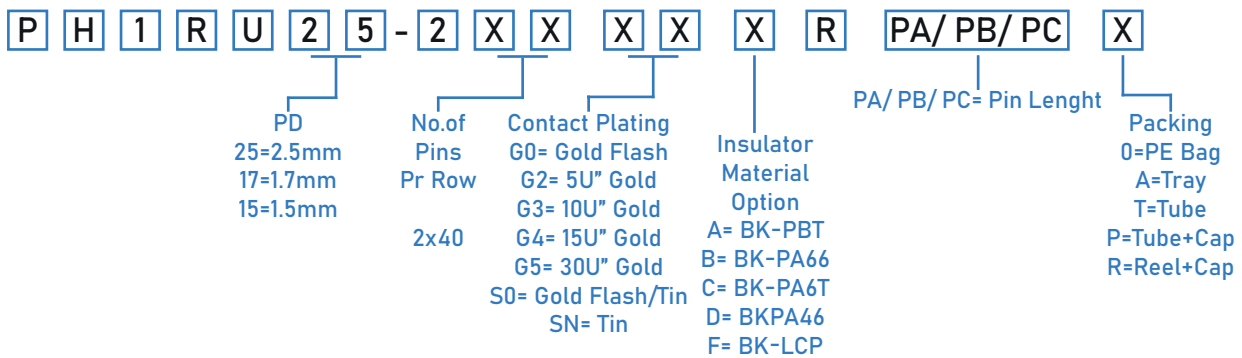 P H 1 R U 2 5 - 2 X X X X X R PA/ PB/ PC X
PD
25=2.5mm
17=1.7mm
15=1.5mm
No.of
Pins
Pr Row
2x40
Contact Plating
G0= Gold Flash
G2= 5U" Gold
G3= 10U" Gold
G4= 15U" Gold
G5= 30U" Gold
S0= Gold Flash/Tin
SN= Tin
Insulator
Material
Option
A= BK-PBT
B= BK-PA66
C= BK-PA6T
D= BKPA46
F= BK-LCP
PA/ PB/ PC= Pin Lenght
Packing
0=PE Bag
A=Tray
T=Tube
P=Tube+Cap
R=Reel+Cap